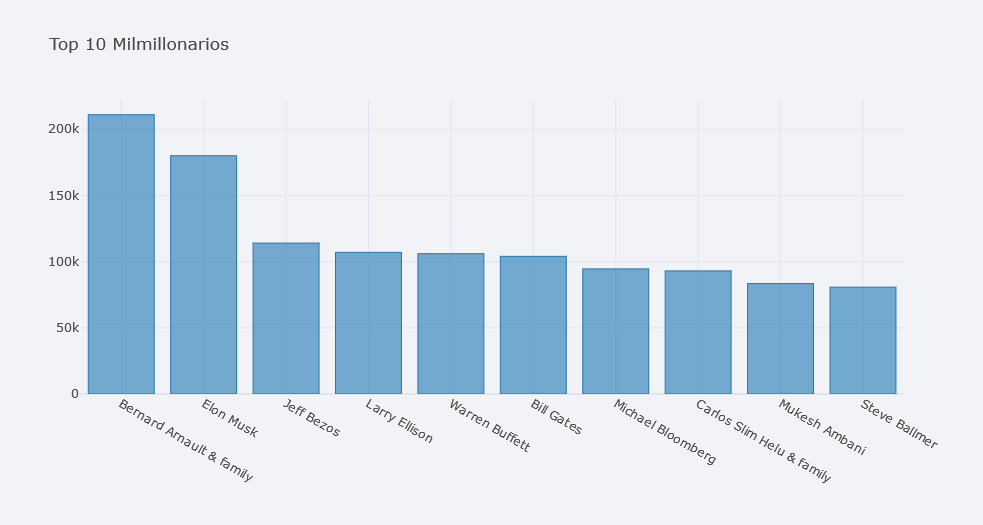 Top 10 Milmillonarios
200k
150k
100k
50k
0
Bernard Arnault & family
Elon Musk
Jeff Bezos
Larry Ellison
Warren Buffett
Bill Gates
Michael Bloomberg
Carlos Slim Helu & family
Mukesh Ambani
Steve Ballmer